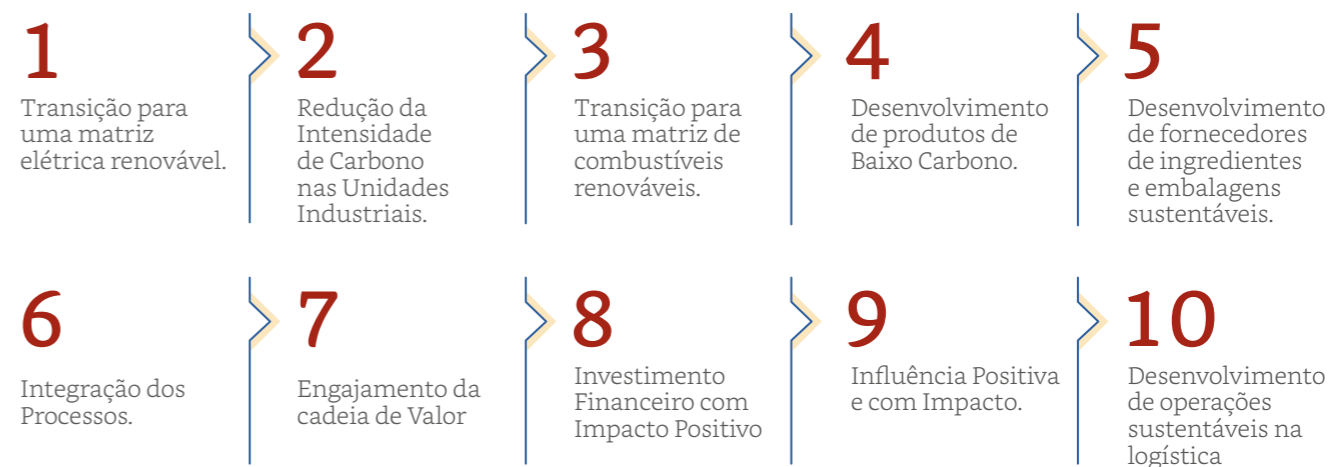 1
Transição para
uma matriz
elétrica renovável.
2
Redução da
Intensidade
de Carbono
nas Unidades
Industriais.
3
Transição para
uma matriz de
combustíveis
renováveis.
4
Desenvolvimento
de produtos de
Baixo Carbono.
5
Desenvolvimento
de fornecedores
de ingredientes
e embalagens
sustentáveis.
6
Integração dos
Processos.
7
Engajamento da
cadeia de Valor
8
Investimento
Financeiro com
Impacto Positivo
9
Influência Positiva
e com Impacto.
10
Desenvolvimento
de operações
sustentáveis na
logística